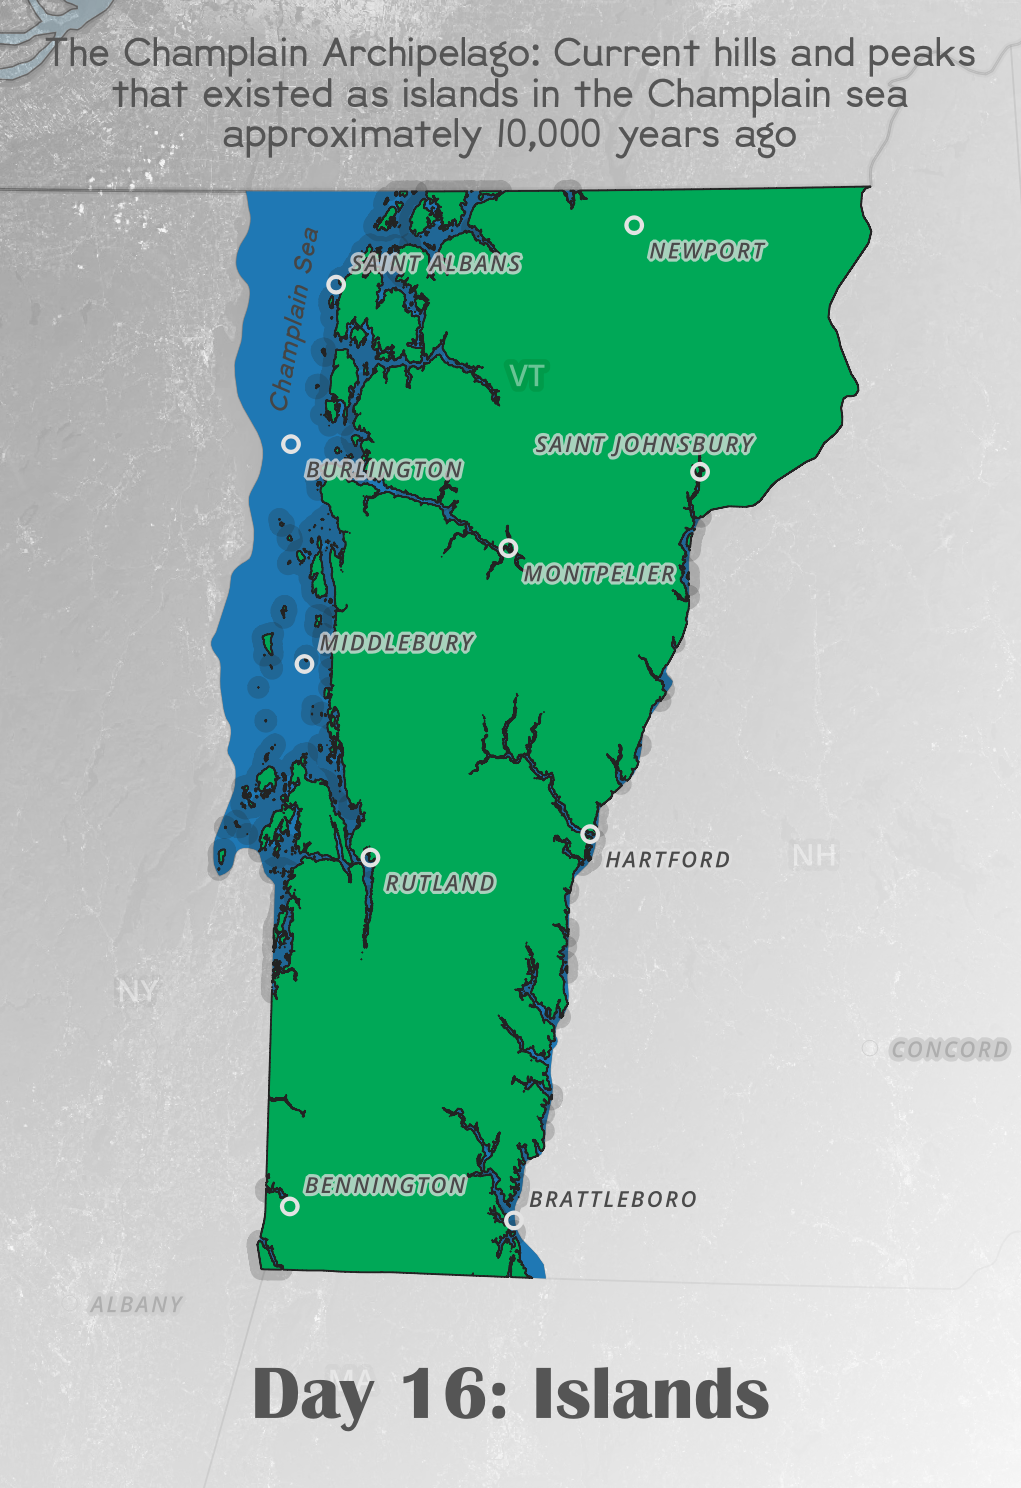 The Champlain Archipelago: Current hills and peaks
that existed as islands in the Champlain sea
approximately 10,000 years ago
NEWPORT
SAINT ALBANS
Champlain Sea
VT
SAINT JOHNSBURY
BURLINGTON
MONTPELIER
MIDDLEBURY
HARTFORD
NH
RUTLAND
NY
CONCORD
BENNINGTON
BRATTLEBORO
ALBANY
MA
Day 16: Islands